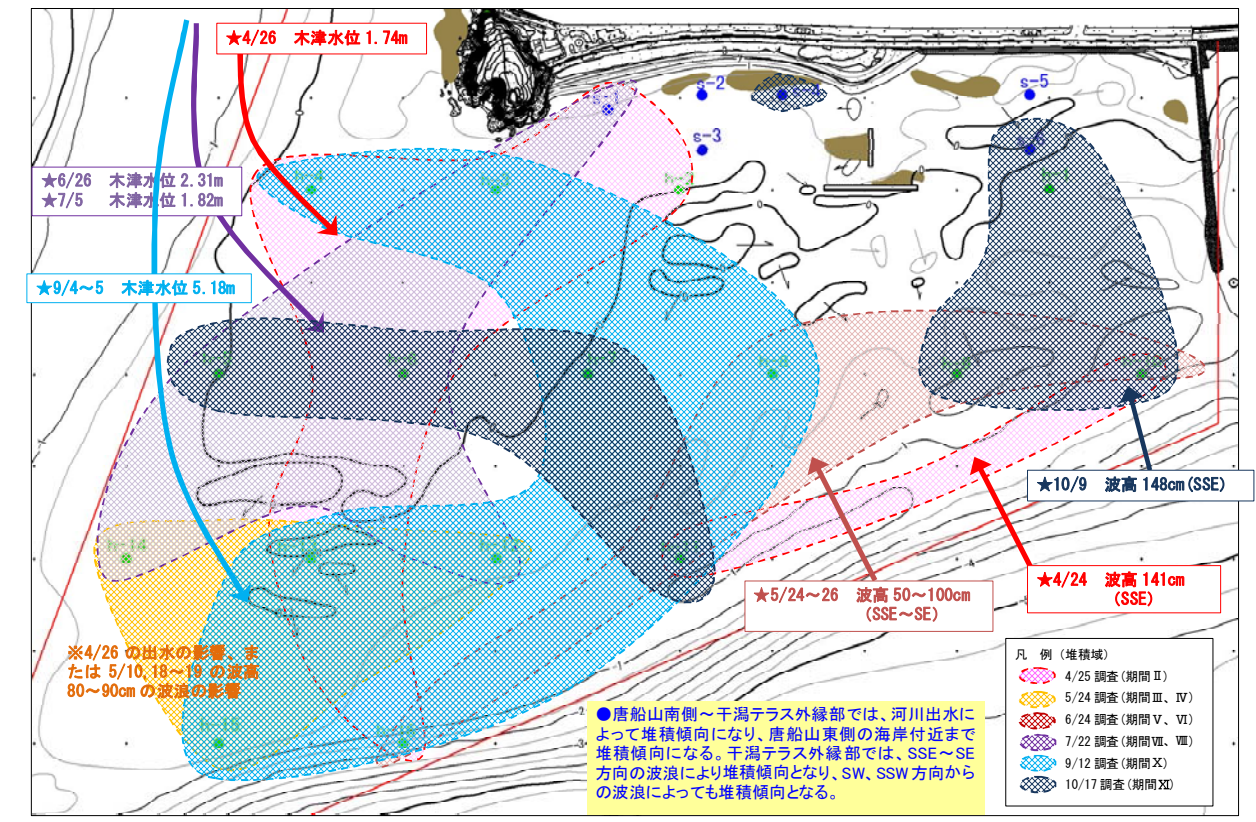 ★4/26 木津水位 1.74m
s-2
s-4
s-5
s-1
s-3
s-6
★6/26 木津水位 2.31m
★7/5 木津水位 1.82m
h-4
h-2
h-1
★9/4～5 木津水位 5.18m
h-7
h-9
h-10
★10/9 波高 148cm(SSE)
h-14
★5/24～26 波高 50～100cm
(SSE～SE)
★4/24 波高 141cm
(SSE)
※4/26 の出水の影響、ま
たは 5/10,18～19 の波高
80～90cm の波浪の影響
●唐船山南側～干潟テラス外縁部では、河川出水に
よって堆積傾向になり、唐船山東側の海岸付近まで
堆積傾向になる。干潟テラス外縁部では、SSE～SE
方向の波浪により堆積傾向となり、SW、SSW 方向から
の波浪によっても堆積傾向となる。
凡 例 (堆積域)
4/25 調査(期間Ⅱ)
5/24 調査(期間Ⅲ、Ⅳ)
6/24 調査(期間Ⅴ、Ⅵ)
7/22 調査(期間Ⅶ、Ⅷ)
9/12 調査(期間Ⅹ)
10/17 調査(期間Ⅺ)